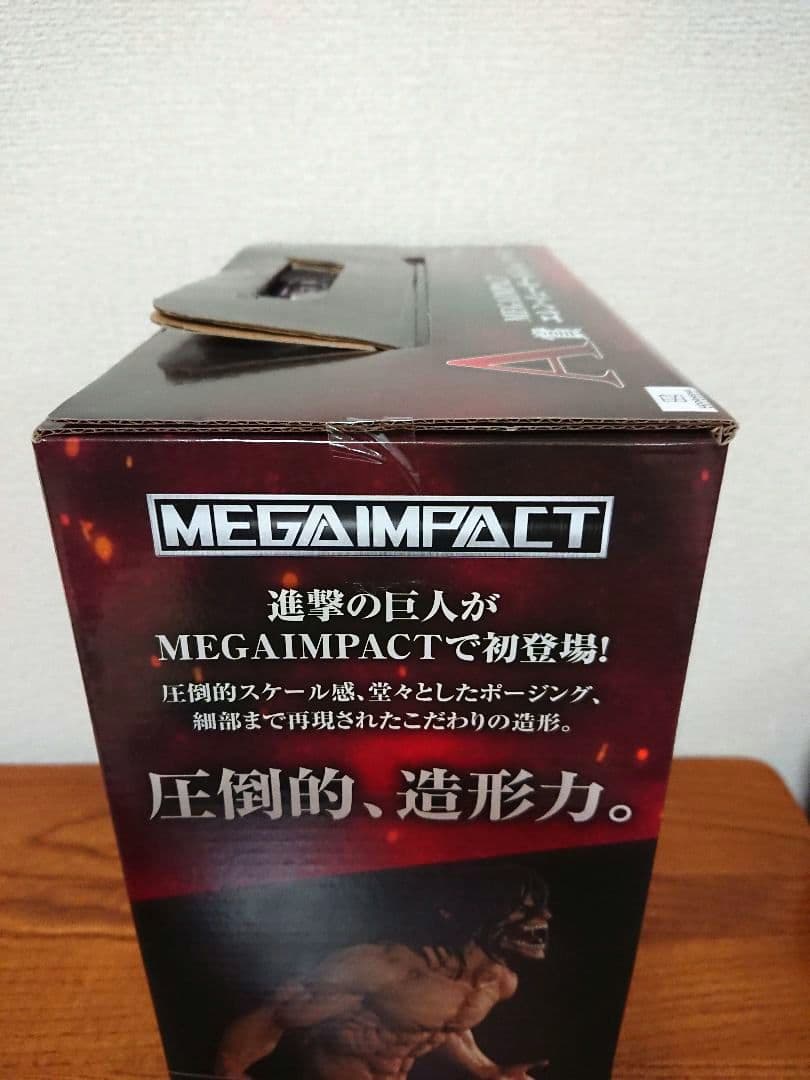 MEGAIMPACT
A賞
MEGAIMPACT
進撃の巨人が
MEGAIMPACTで初登場!
圧倒的スケール感、堂々としたポージング、
細部まで再現されたこだわりの造形。
圧倒的、造形力。